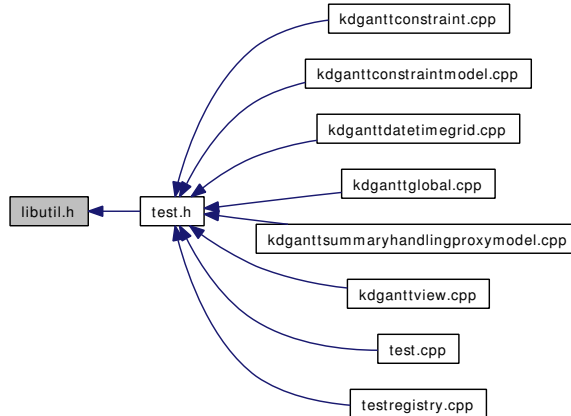 kdganttconstraint.cpp
kdganttconstraintmodel.cpp
kdganttdatetimegrid.cpp
kdganttglobal.cpp
libutil.h
test.h
kdganttsummaryhandlingproxymodel.cpp
kdganttview.cpp
test.cpp
testregistry.cpp